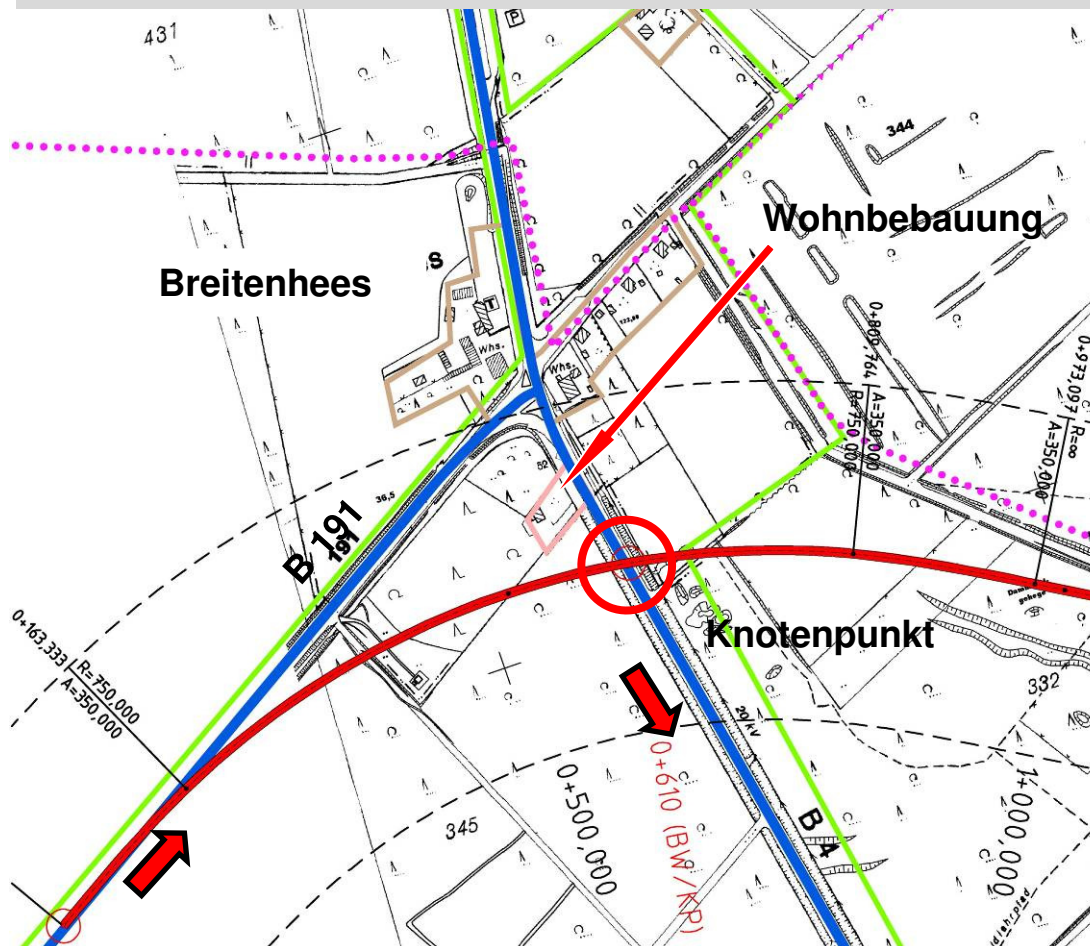 431
P
344
Wohnbebauung
Breitenhees
Whs.
Whs.
0+809,764
A=350,000
R=750,000
0+973,097
R=∞
A=350,000
36,5
B 191
191
Knotenpunkt
332
0+163,333
R=750,000
A=350,000
20 kV
0+610 (BW/KP)
0+500,000
345
B 4
1+000,000